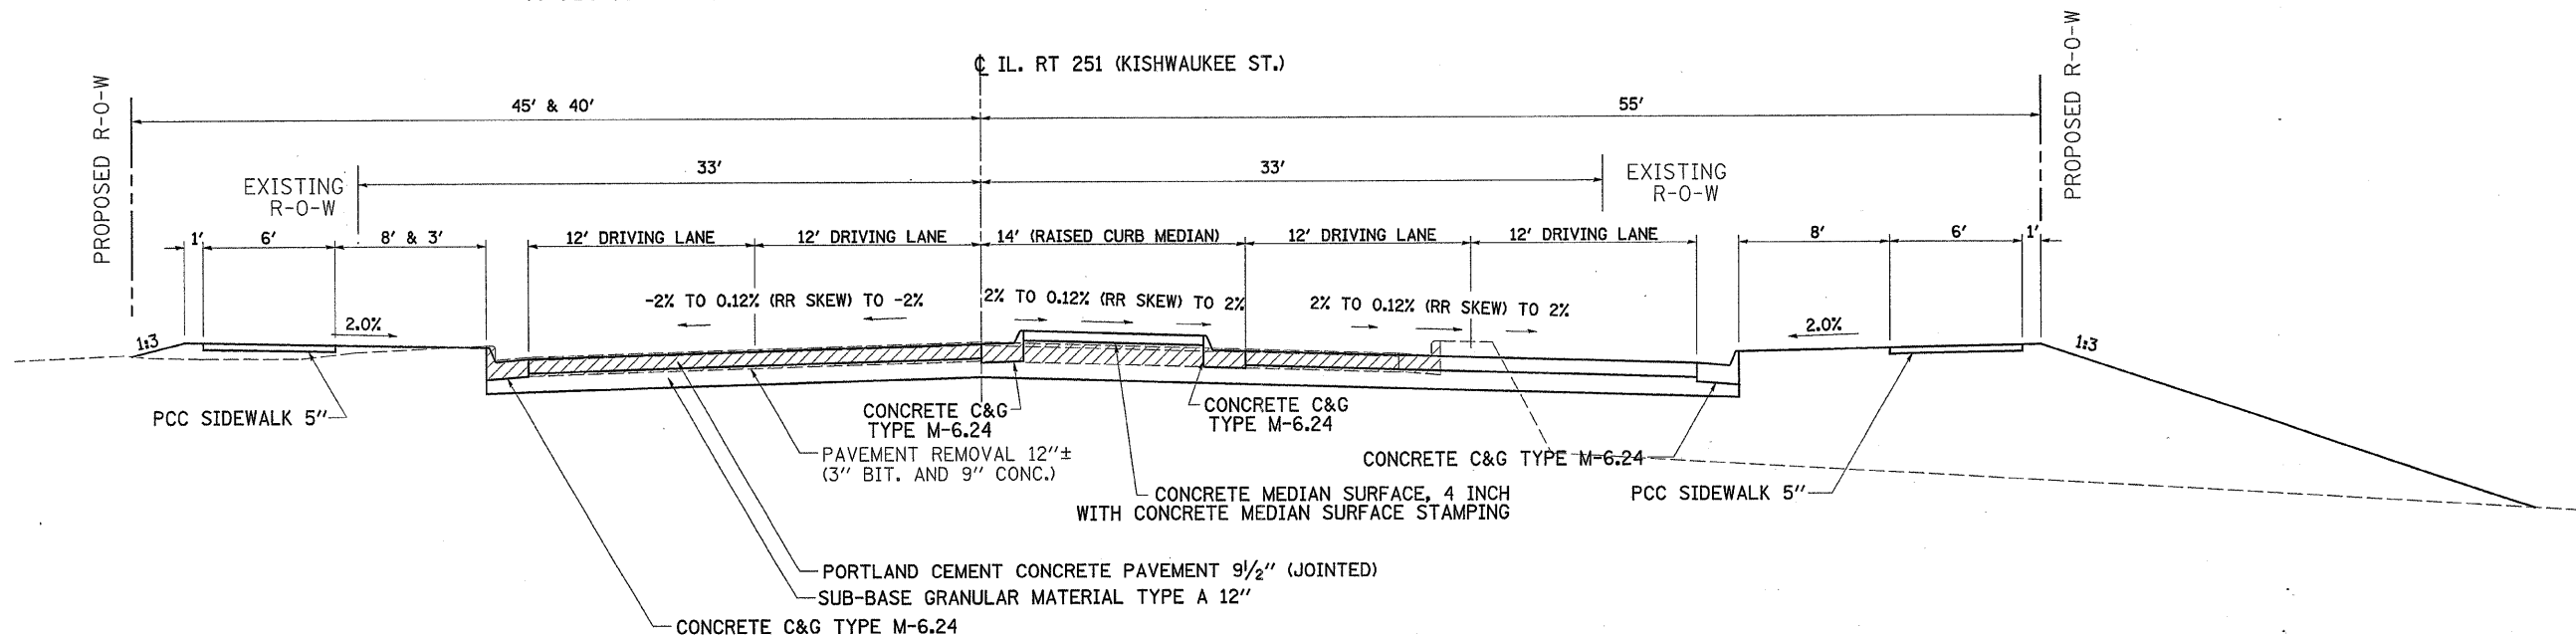 ℄ IL. RT 251 (KISHWAUKEE ST.)
PROPOSED R-O-W
PROPOSED R-O-W
45' & 40'
55'
33'
33'
EXISTING
R-O-W
EXISTING
R-O-W
1'
6'
8' & 3'
12' DRIVING LANE
12' DRIVING LANE
14' (RAISED CURB MEDIAN)
12' DRIVING LANE
12' DRIVING LANE
8'
6'
1'
-2% TO 0.12% (RR SKEW) TO -2%
2% TO 0.12% (RR SKEW) TO 2%
2% TO 0.12% (RR SKEW) TO 2%
1:3
2.0%
2.0%
1:3
PCC SIDEWALK 5"
CONCRETE C&G
TYPE M-6.24
CONCRETE C&G
TYPE M-6.24
PAVEMENT REMOVAL 12"±
(3" BIT. AND 9" CONC.)
CONCRETE C&G TYPE M-6.24
CONCRETE MEDIAN SURFACE, 4 INCH
WITH CONCRETE MEDIAN SURFACE STAMPING
PCC SIDEWALK 5"
PORTLAND CEMENT CONCRETE PAVEMENT 9½" (JOINTED)
SUB-BASE GRANULAR MATERIAL TYPE A 12"
CONCRETE C&G TYPE M-6.24